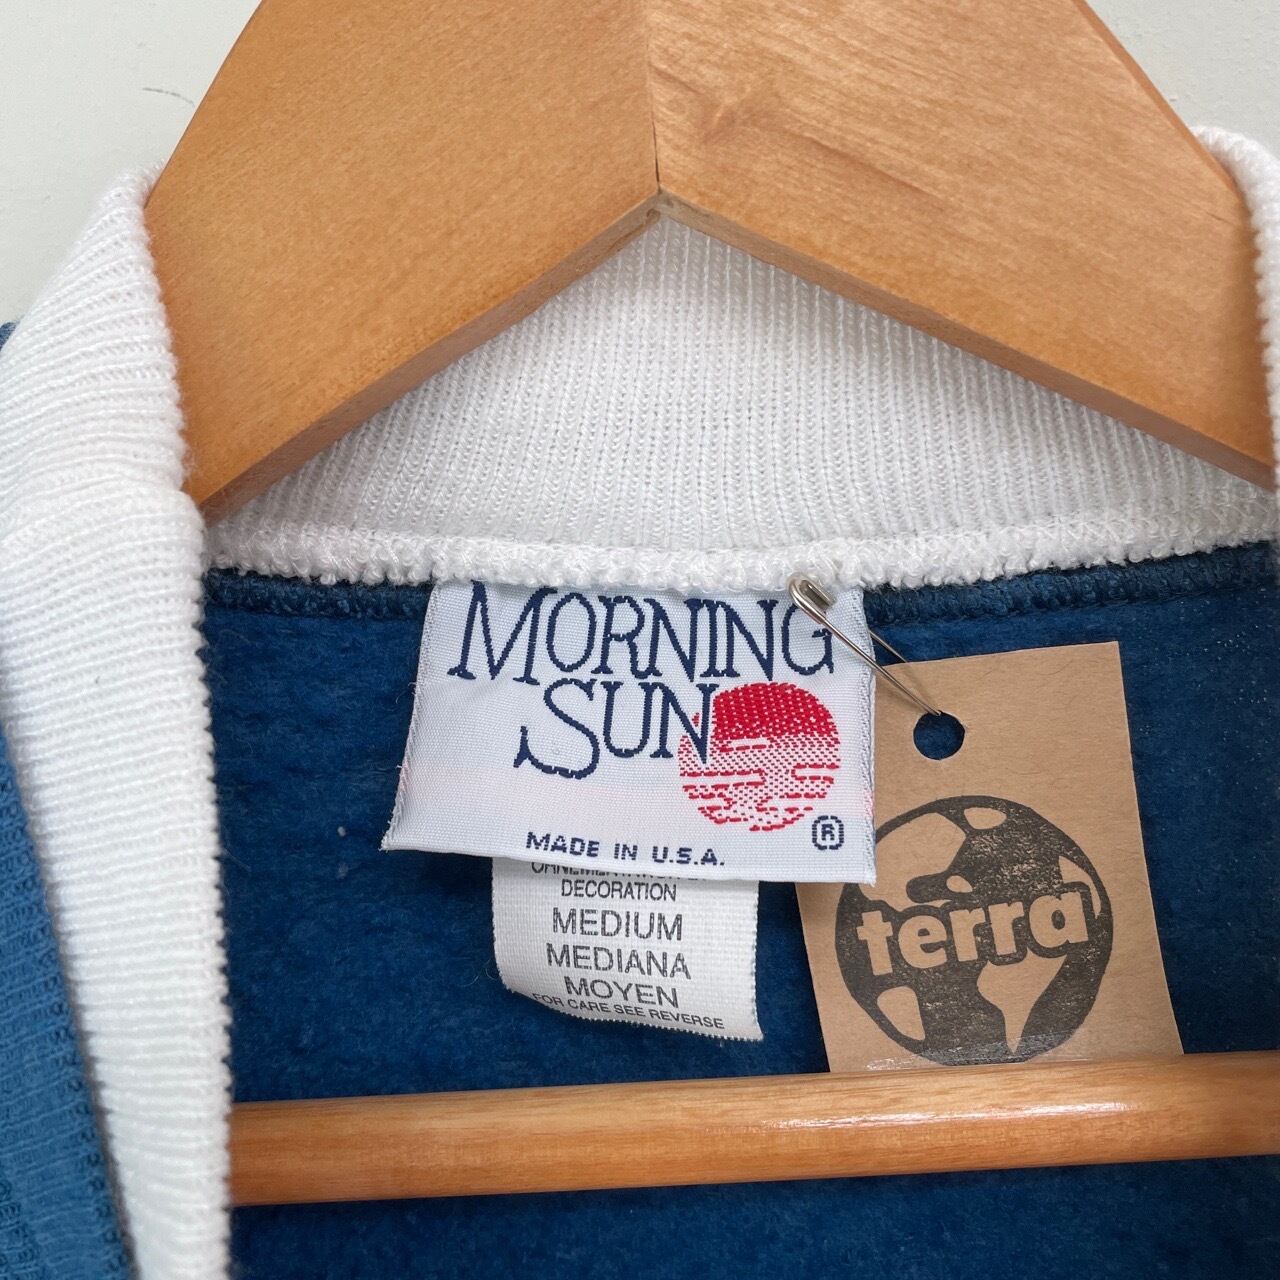 MORNING
SUN
®
MADE IN U.S.A.
DECORATION
MEDIUM
MEDIANA
MOYEN
FOR CARE SEE REVERSE
terra